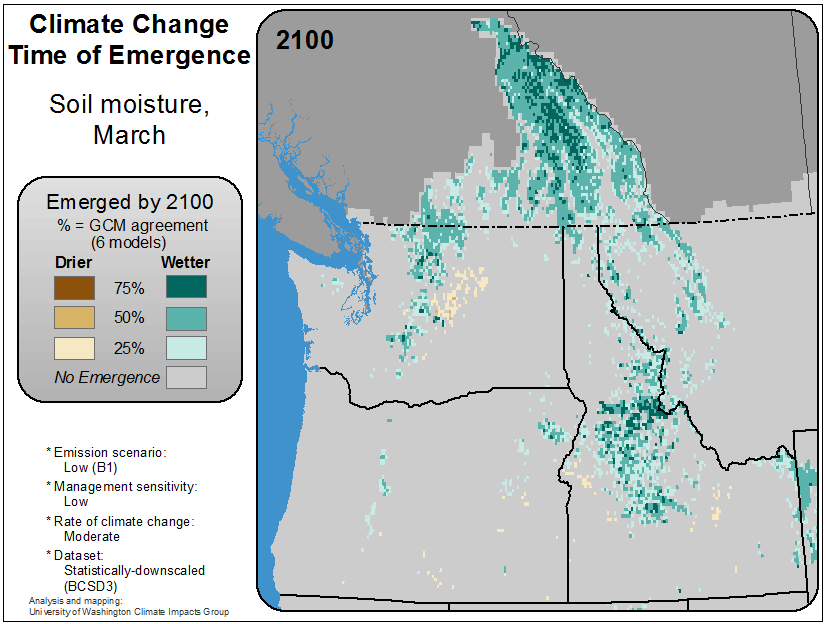 Climate Change
Time of Emergence
Soil moisture,
March
Emerged by 2100
% = GCM agreement
(6 models)
Drier Wetter
75%
50%
25%
No Emergence
* Emission scenario:
Low (B1)
* Management sensitivity:
Low
* Rate of climate change:
Moderate
* Dataset:
Statistically-downscaled
(BCSD3)
Analysis and mapping:
University of Washington Climate Impacts Group
2100